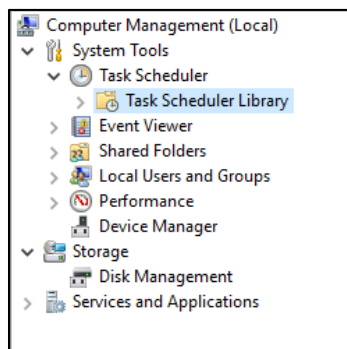 Computer Management (Local)
System Tools
Task Scheduler
Task Scheduler Library
Event Viewer
Shared Folders
Local Users and Groups
Performance
Device Manager
Storage
Disk Management
Services and Applications